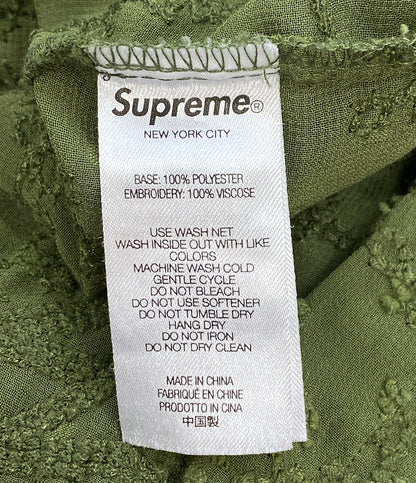 Supreme®
NEW YORK CITY
BASE: 100% POLYESTER
EMBROIDERY: 100% VISCOSE
USE WASH NET
WASH INSIDE OUT WITH LIKE
COLORS
MACHINE WASH COLD
GENTLE CYCLE
DO NOT BLEACH
DO NOT USE SOFTENER
DO NOT TUMBLE DRY
HANG DRY
DO NOT IRON
DO NOT DRY CLEAN
MADE IN CHINA
FABRIQUÉ EN CHINE
PRODOTTO IN CINA
中国製